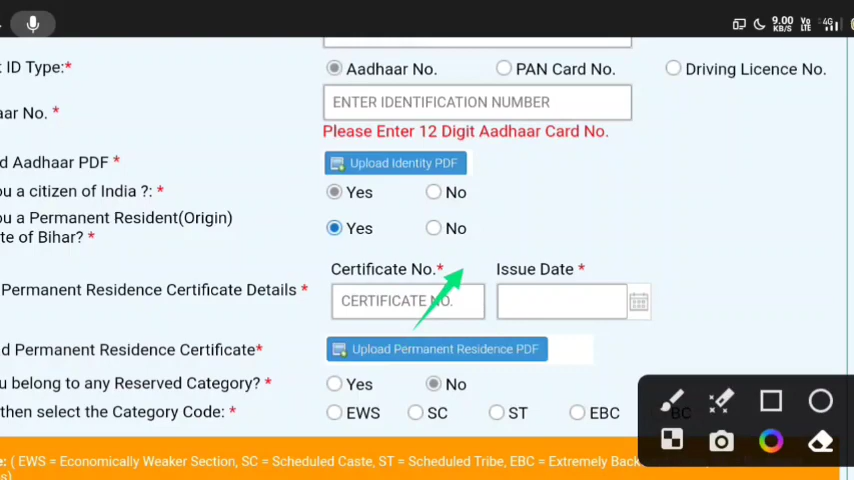 9.00 KB/S Vo LTE 4G
ID Type:*
Aadhaar No. PAN Card No. Driving Licence No.
aar No. *
ENTER IDENTIFICATION NUMBER
Please Enter 12 Digit Aadhaar Card No.
d Aadhaar PDF *
Upload Identity PDF
ou a citizen of India ?: *
Yes No
ou a Permanent Resident(Origin)
te of Bihar? *
Yes No
Certificate No.* Issue Date *
Permanent Residence Certificate Details *
CERTIFICATE NO.
d Permanent Residence Certificate*
Upload Permanent Residence PDF
u belong to any Reserved Category? *
Yes No
then select the Category Code: *
EWS SC ST EBC BC
e: ( EWS = Economically Weaker Section, SC = Scheduled Caste, ST = Scheduled Tribe, EBC = Extremely Back
s)